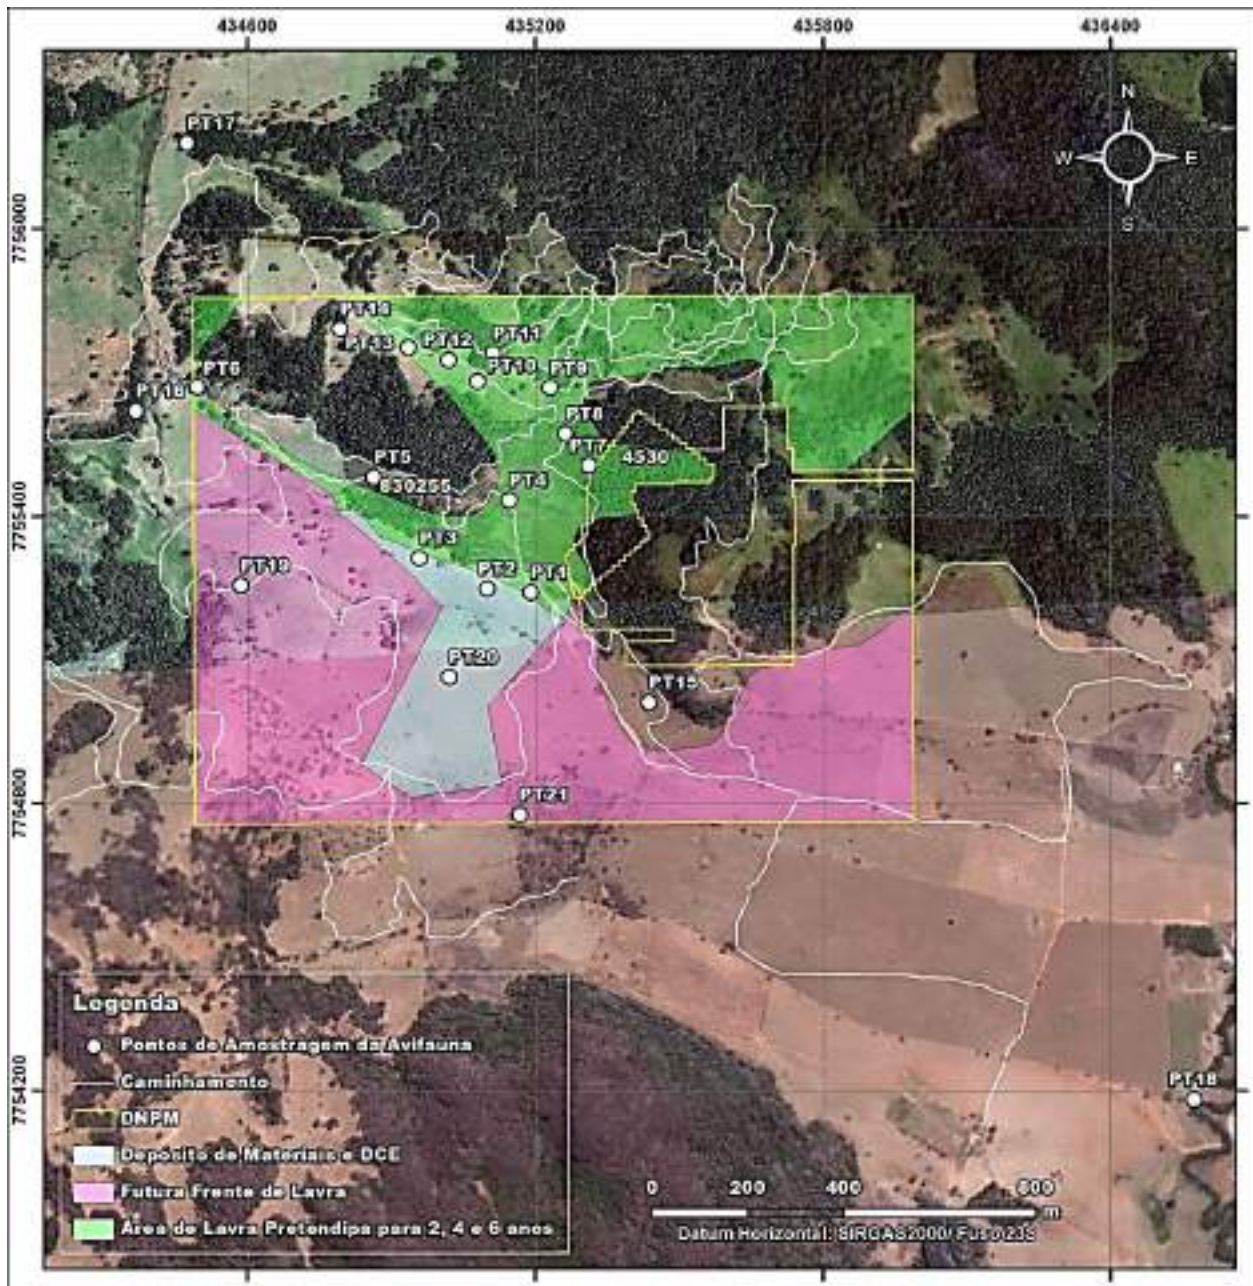 434600 435200 435800 436400
N
W E
S
7756000
7755400
7754800
7754200
PT17
PT14
PT13
PT12
PT11
PT10
PT9
PT6
PT16
PT8
PT7
4530
PT5
830255
PT4
PT3
PT2
PT1
PT19
PT20
PT15
PT21
PT18
Legenda
Pontos de Amostragem da Avifauna
Caminhamento
DNPM
Depósito de Materiais e DCE
Futura Frente de Lavra
Área de Lavra Pretendida para 2, 4 e 6 anos
0 200 400 800
m
Datum Horizontal: SIRGAS2000/ Fuso 23S